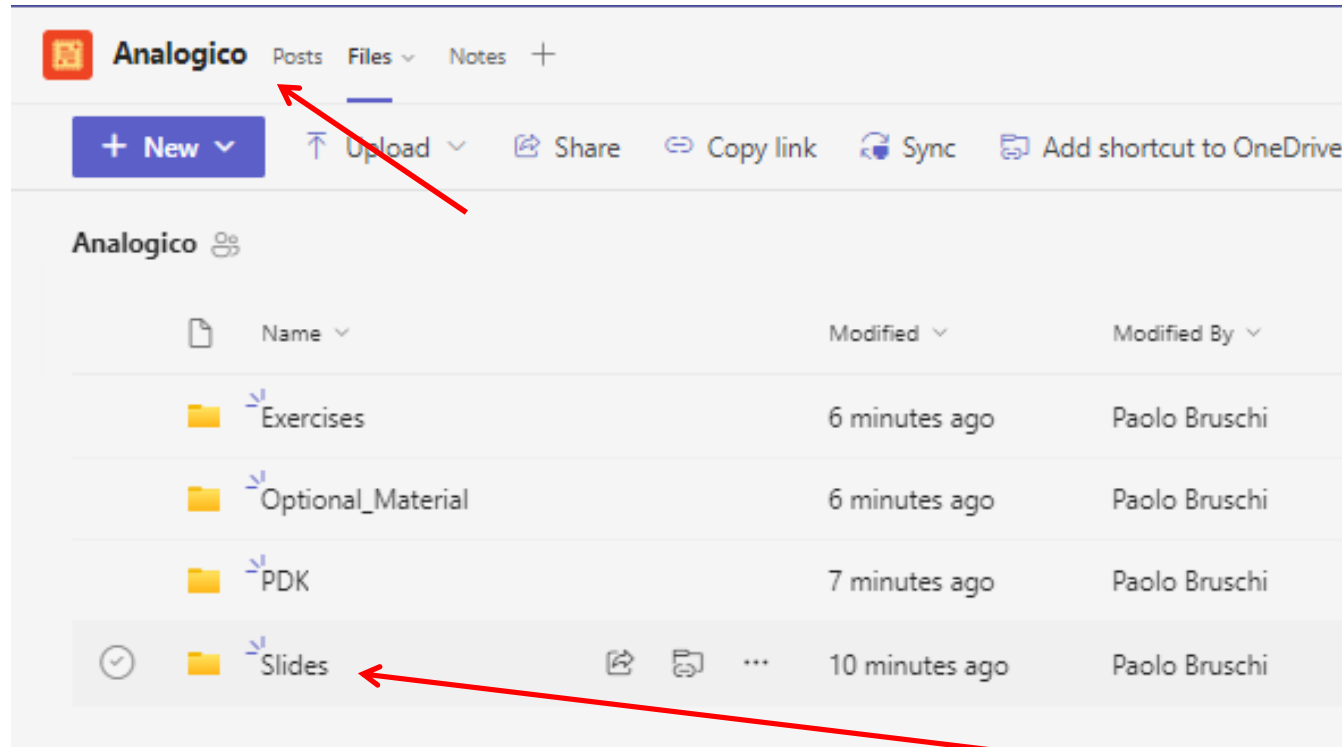 Analogico Posts Files Notes
New Upload Share Copy link Sync Add shortcut to OneDrive
Analogico
Name Modified Modified By
Exercises 6 minutes ago Paolo Bruschi
Optional_Material 6 minutes ago Paolo Bruschi
PDK 7 minutes ago Paolo Bruschi
Slides ... 10 minutes ago Paolo Bruschi